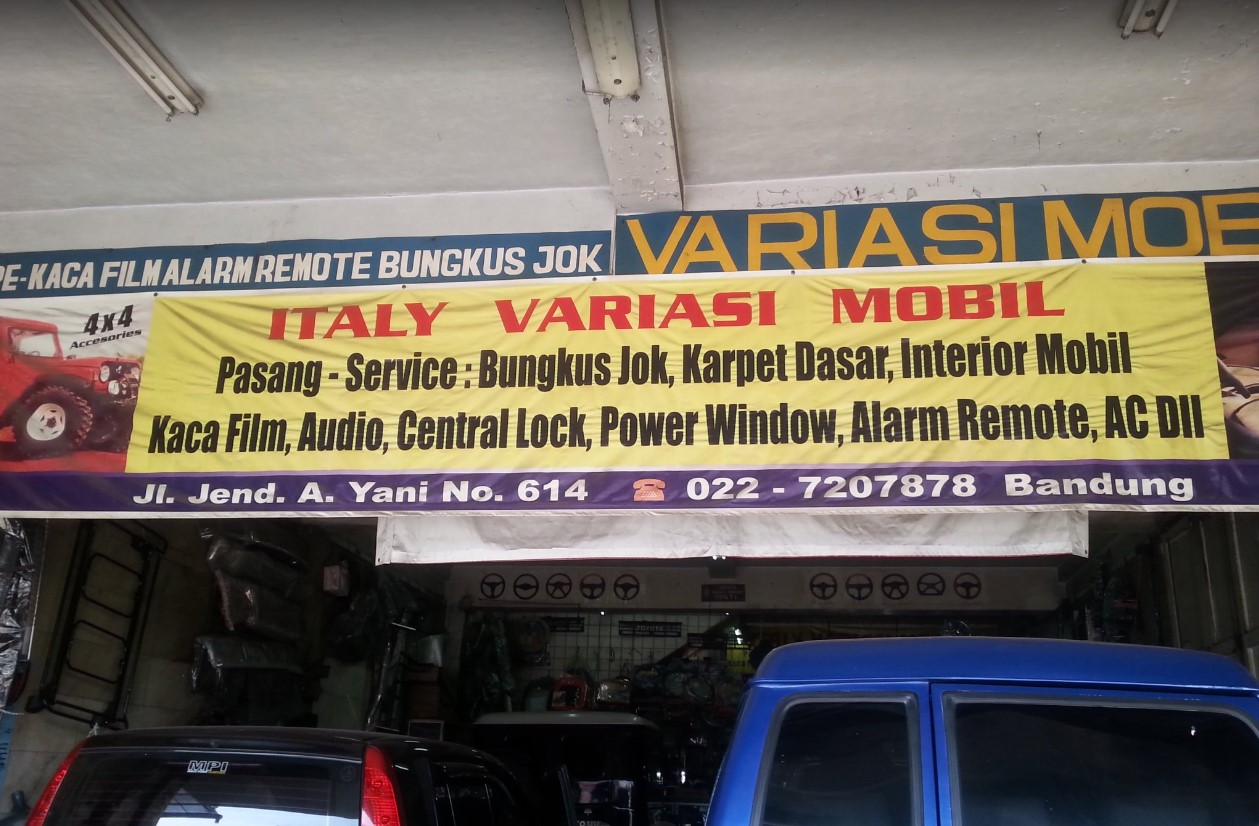 PE-KACA FILM ALARM REMOTE BUNGKUS JOK
VARIASI MOB
4x4
Accesories
ITALY VARIASI MOBIL
Pasang - Service : Bungkus Jok, Karpet Dasar, Interior Mobil
Kaca Film, Audio, Central Lock, Power Window, Alarm Remote, AC Dll
Jl. Jend. A. Yani No. 614 ☎ 022 - 7207878 Bandung
MPI